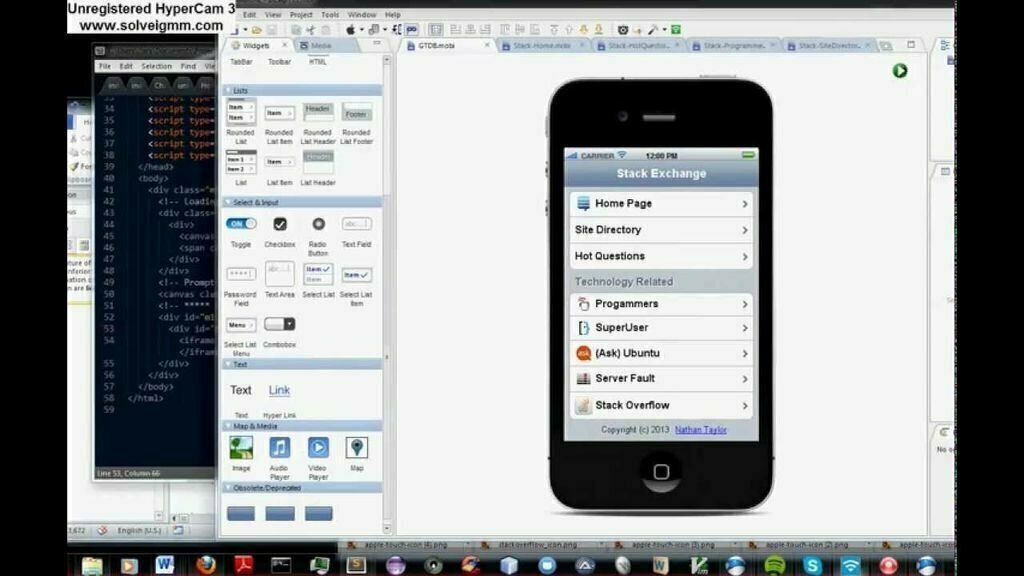 Unregistered HyperCam 3
www.solveigmm.com
Edit View Project Tools Window Help
Widgets Media
GTDB.mobi Stack-Home.mobi Stack-HotQuestio... Stack-Programme... Stack-SiteDirector...
TabBar Toolbar HTML
Lists
Item
Item
Item
Header
Footer
Rounded List
Rounded List Item
Rounded List Header
Rounded List Footer
Item 1
Item 2
Item
Header
List List Item List Header
Select & Input
ON
abc...
Toggle Checkbox Radio Button Text Field
****
abc...
Item
Item
Password Field
Text Area
Select List
Select List Item
Menu
Select List Menu
Combobox
Text
Text Link
Text Hyper Link
Map & Media
Image Audio Player Video Player Map
Obsolete/Deprecated
File Edit Selection Find
34 <script type=
35 <script type=
36 <script type=
37 <script type=
38 <script type=
39 </head>
40 <body>
41 <div class="m
42 <!-- Loadin
43 <div class=
44 <div>
45 <canvas
46 <span c
47 </div>
48 </div>
49 <!-- Prompt
50 <canvas cla
51 <!-- *****
52 <div id="m1
53 <div id="
54 <iframe
</iframe
55 </div>
56 </div>
57 </body>
58 </html>
59
Line 53, Column 66
English (U.S.)
CARRIER 12:00 PM
Stack Exchange
Home Page
Site Directory
Hot Questions
Technology Related
Progammers
SuperUser
(Ask) Ubuntu
Server Fault
Stack Overflow
Copyright (c) 2013 Nathan Taylor
apple-touch-icon (4).png stackoverflow_icon.png apple-touch-icon (3).png apple-touch-icon (2).png apple-touch-icon